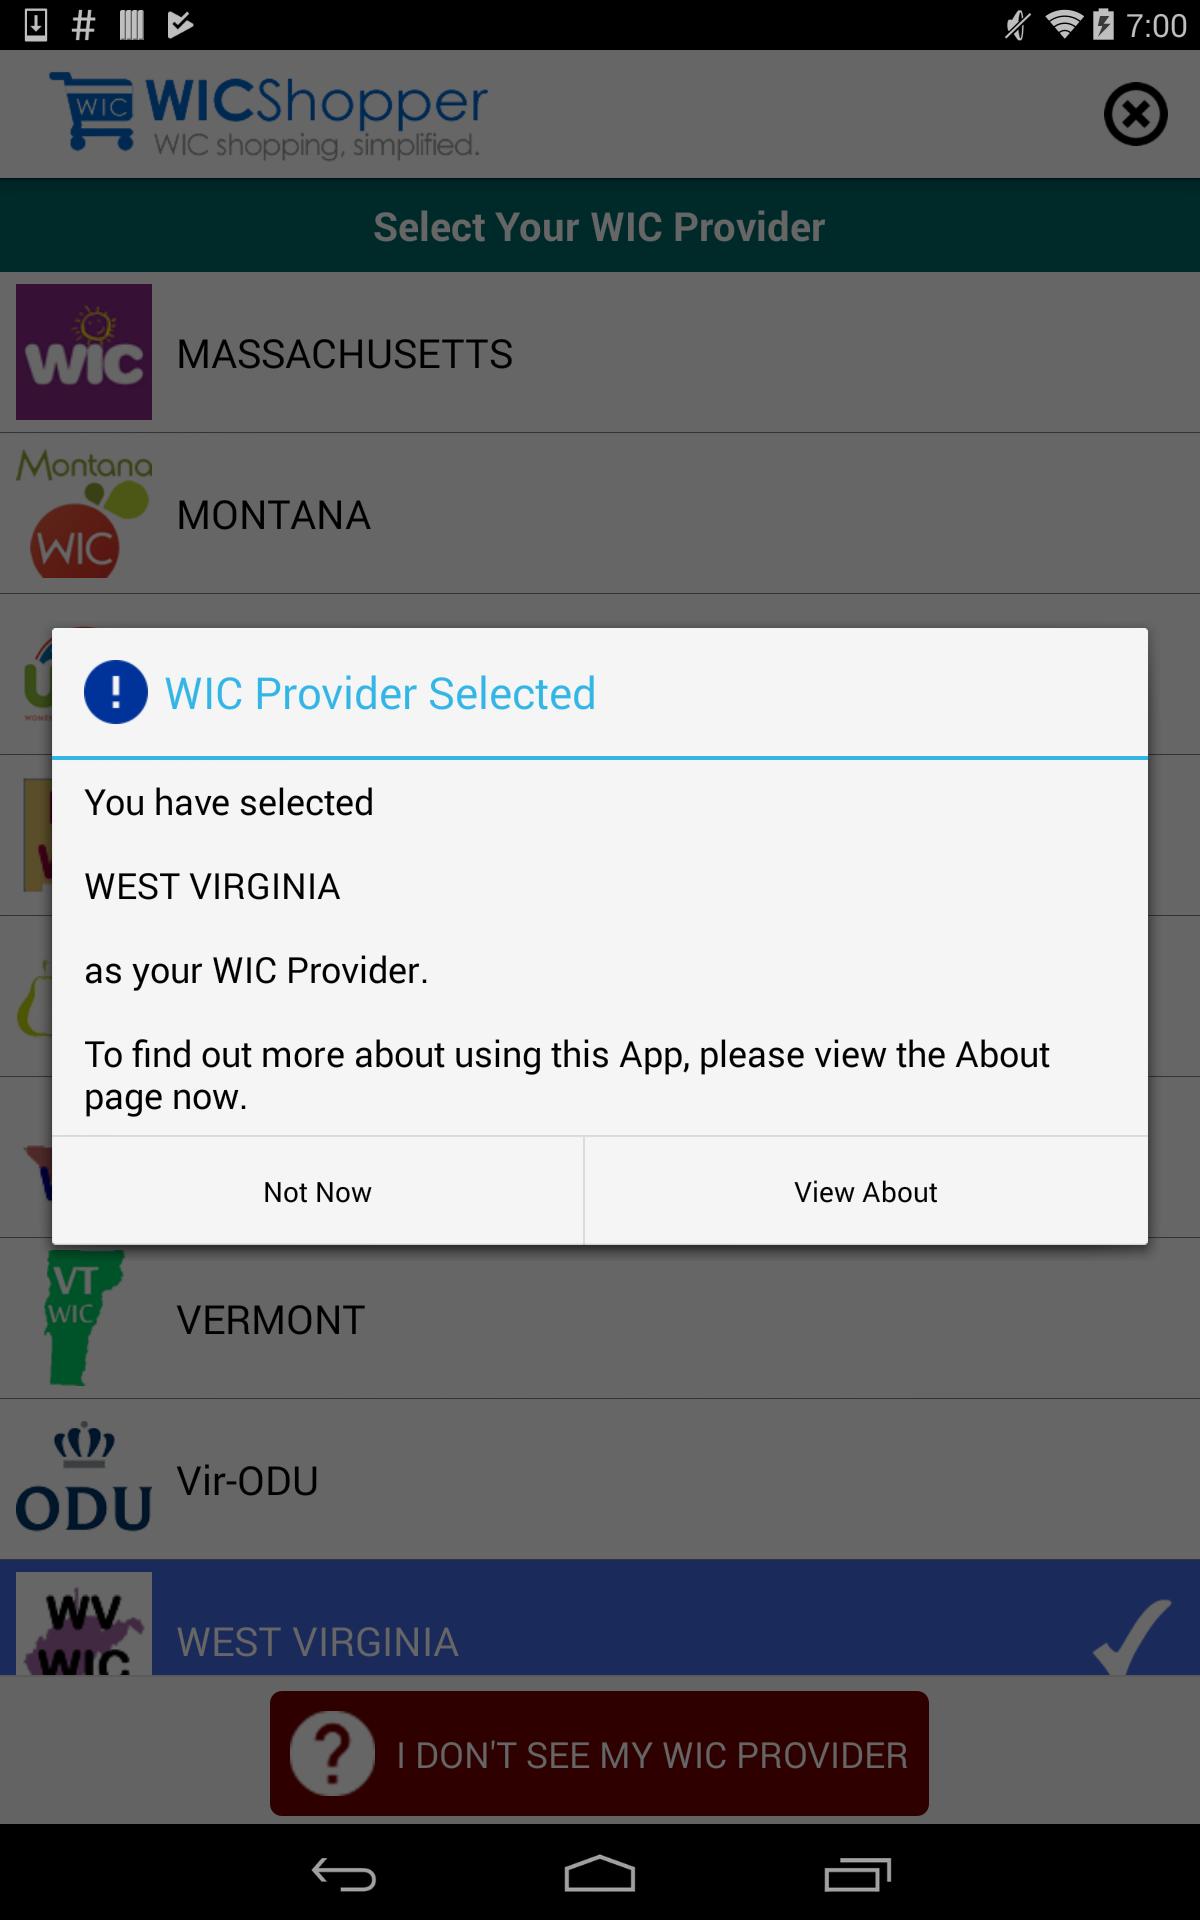 7:00
WIC
WICShopper
WIC shopping, simplified.
Select Your WIC Provider
WIC
MASSACHUSETTS
Montana
WIC
MONTANA
WIC Provider Selected
You have selected
WEST VIRGINIA
as your WIC Provider.
To find out more about using this App, please view the About
page now.
Not Now
View About
VT
WIC
VERMONT
ODU
Vir-ODU
WV
WIC
WEST VIRGINIA
I DON'T SEE MY WIC PROVIDER